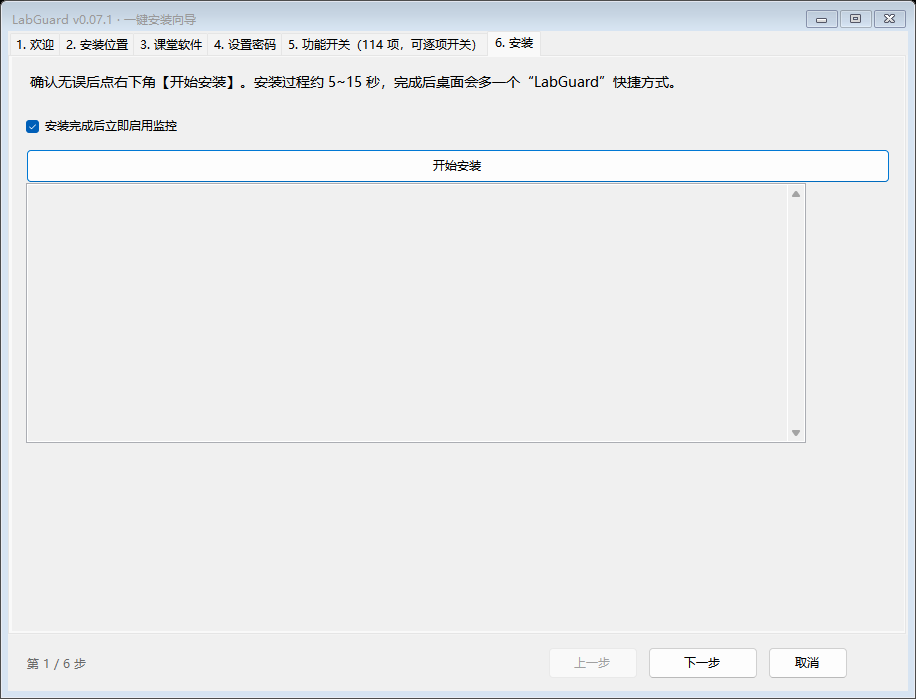 LabGuard v0.07.1 · 一键安装向导
1. 欢迎 2. 安装位置 3. 课堂软件 4. 设置密码 5. 功能开关（114 项，可逐项开关） 6. 安装
确认无误后点右下角【开始安装】。安装过程约 5~15 秒，完成后桌面会多一个“LabGuard”快捷方式。
安装完成后立即启用监控
开始安装
第 1 / 6 步 上一步 下一步 取消